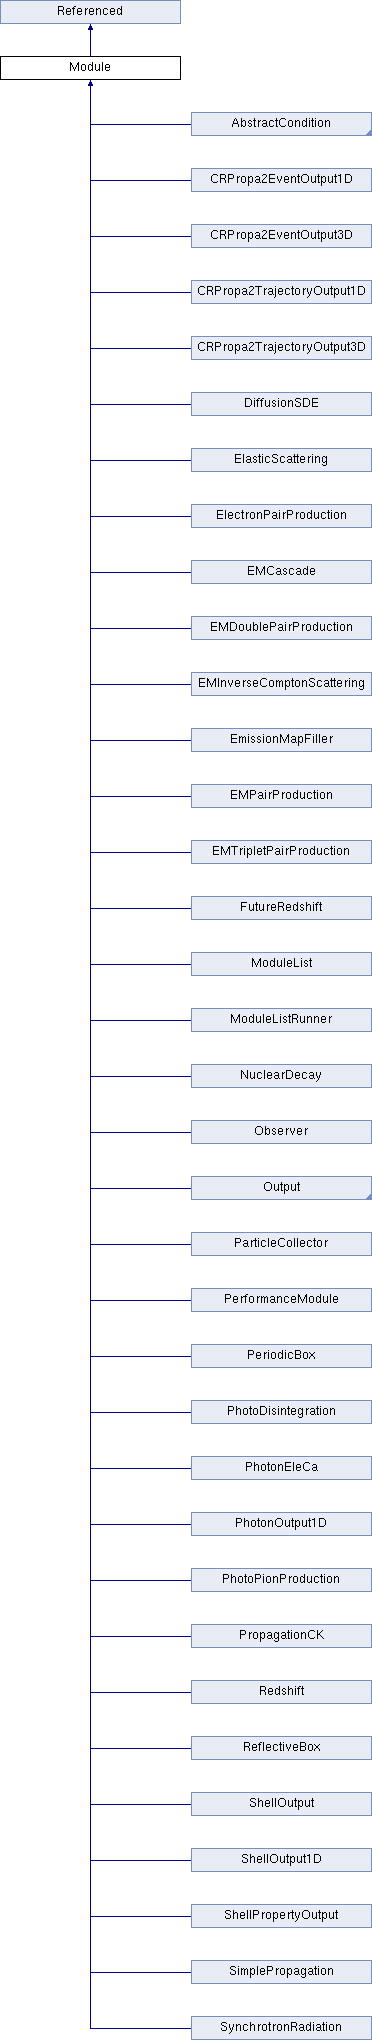 Referenced
Module
AbstractCondition
CRPropa2EventOutput1D
CRPropa2EventOutput3D
CRPropa2TrajectoryOutput1D
CRPropa2TrajectoryOutput3D
DiffusionSDE
ElasticScattering
ElectronPairProduction
EMCascade
EMDoublePairProduction
EMInverseComptonScattering
EmissionMapFiller
EMPairProduction
EMTripletPairProduction
FutureRedshift
ModuleList
ModuleListRunner
NuclearDecay
Observer
Output
ParticleCollector
PerformanceModule
PeriodicBox
PhotoDisintegration
PhotonEleCa
PhotonOutput1D
PhotoPionProduction
PropagationCK
Redshift
ReflectiveBox
ShellOutput
ShellOutput1D
ShellPropertyOutput
SimplePropagation
SynchrotronRadiation